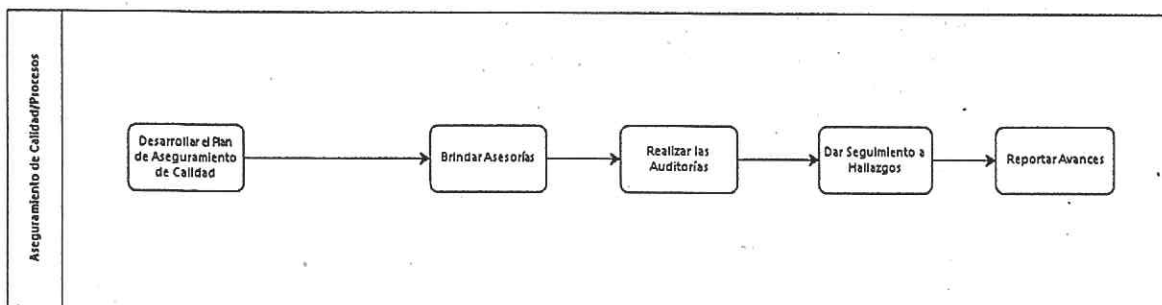 Aseguramiento de Calidad/Procesos
Desarrollar el Plan
de Aseguramiento
de Calidad
Brindar Asesorías
Realizar las
Auditorías
Dar Seguimiento a
Hallazgos
Reportar Avances